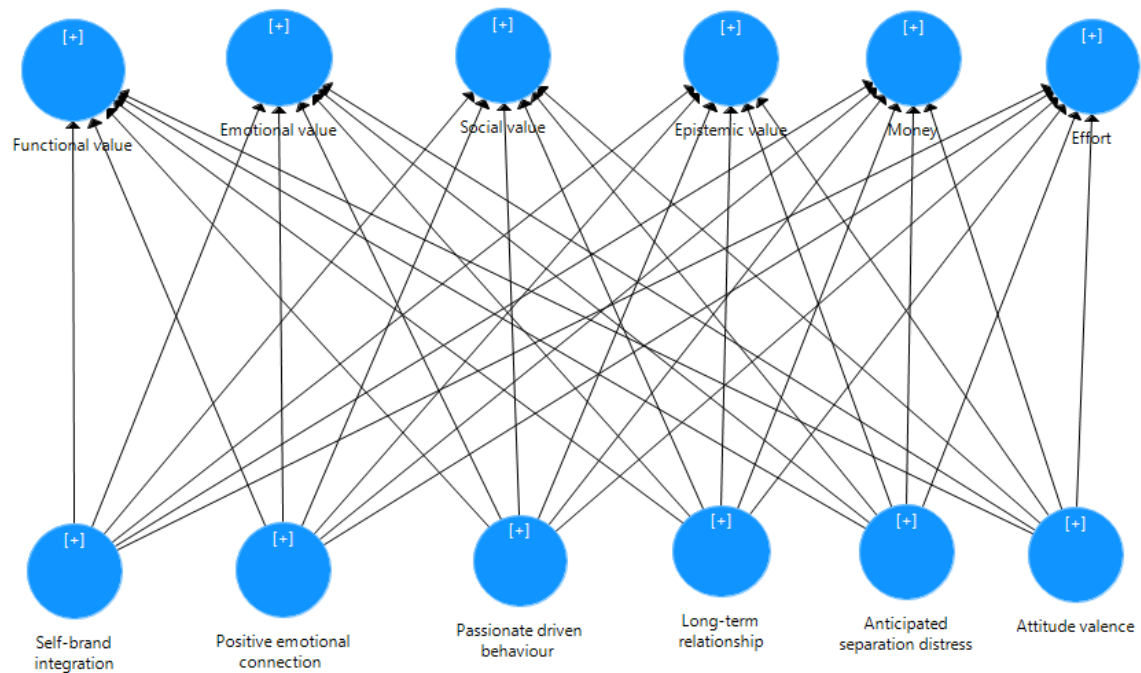 [+]
[+]
[+]
[+]
[+]
[+]
Functional value
Emotional value
Social value
Epistemic value
Money
Effort
[+]
[+]
[+]
[+]
[+]
[+]
Self-brand
integration
Positive emotional
connection
Passionate driven
behaviour
Long-term
relationship
Anticipated
separation distress
Attitude valence